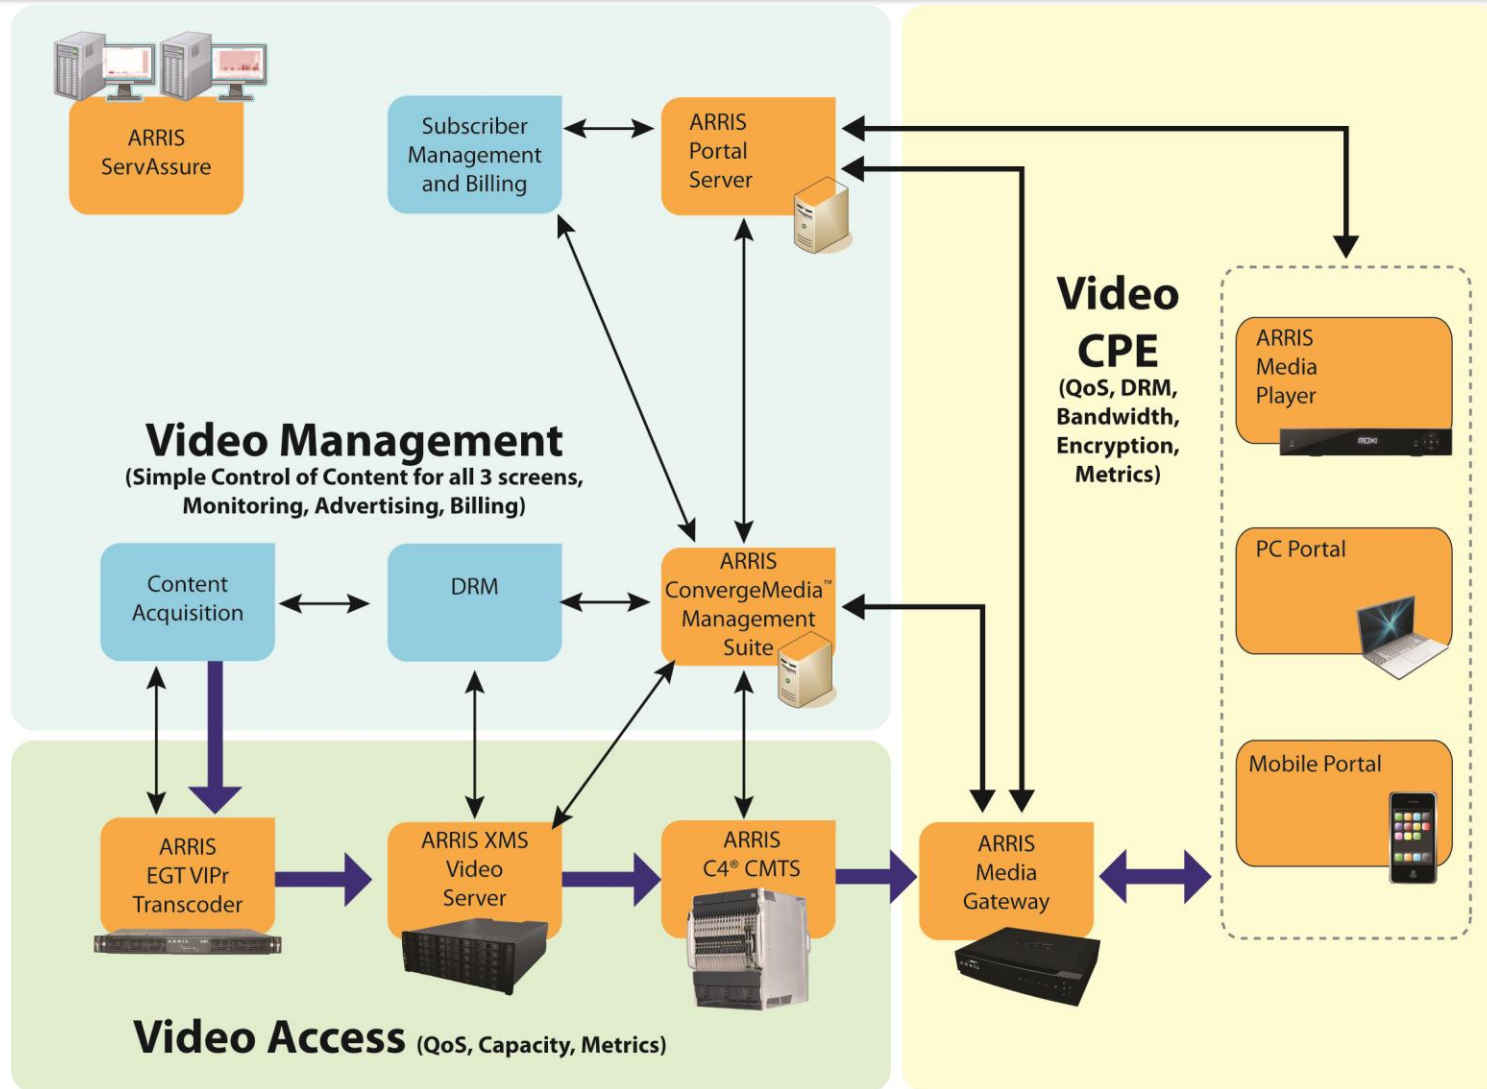 ARRIS
ServAssure
Subscriber
Management
and Billing
ARRIS
Portal
Server
Video
CPE
(QoS, DRM,
Bandwidth,
Encryption,
Metrics)
ARRIS
Media
Player
MOXI
Video Management
(Simple Control of Content for all 3 screens,
Monitoring, Advertising, Billing)
PC Portal
Content
Acquisition
DRM
ARRIS
ConvergeMedia™
Management
Suite
Mobile Portal
ARRIS
EGT VIPr
Transcoder
ARRIS
ARRIS XMS
Video
Server
ARRIS
C4® CMTS
ARRIS
Media
Gateway
ARRIS
Video Access (QoS, Capacity, Metrics)